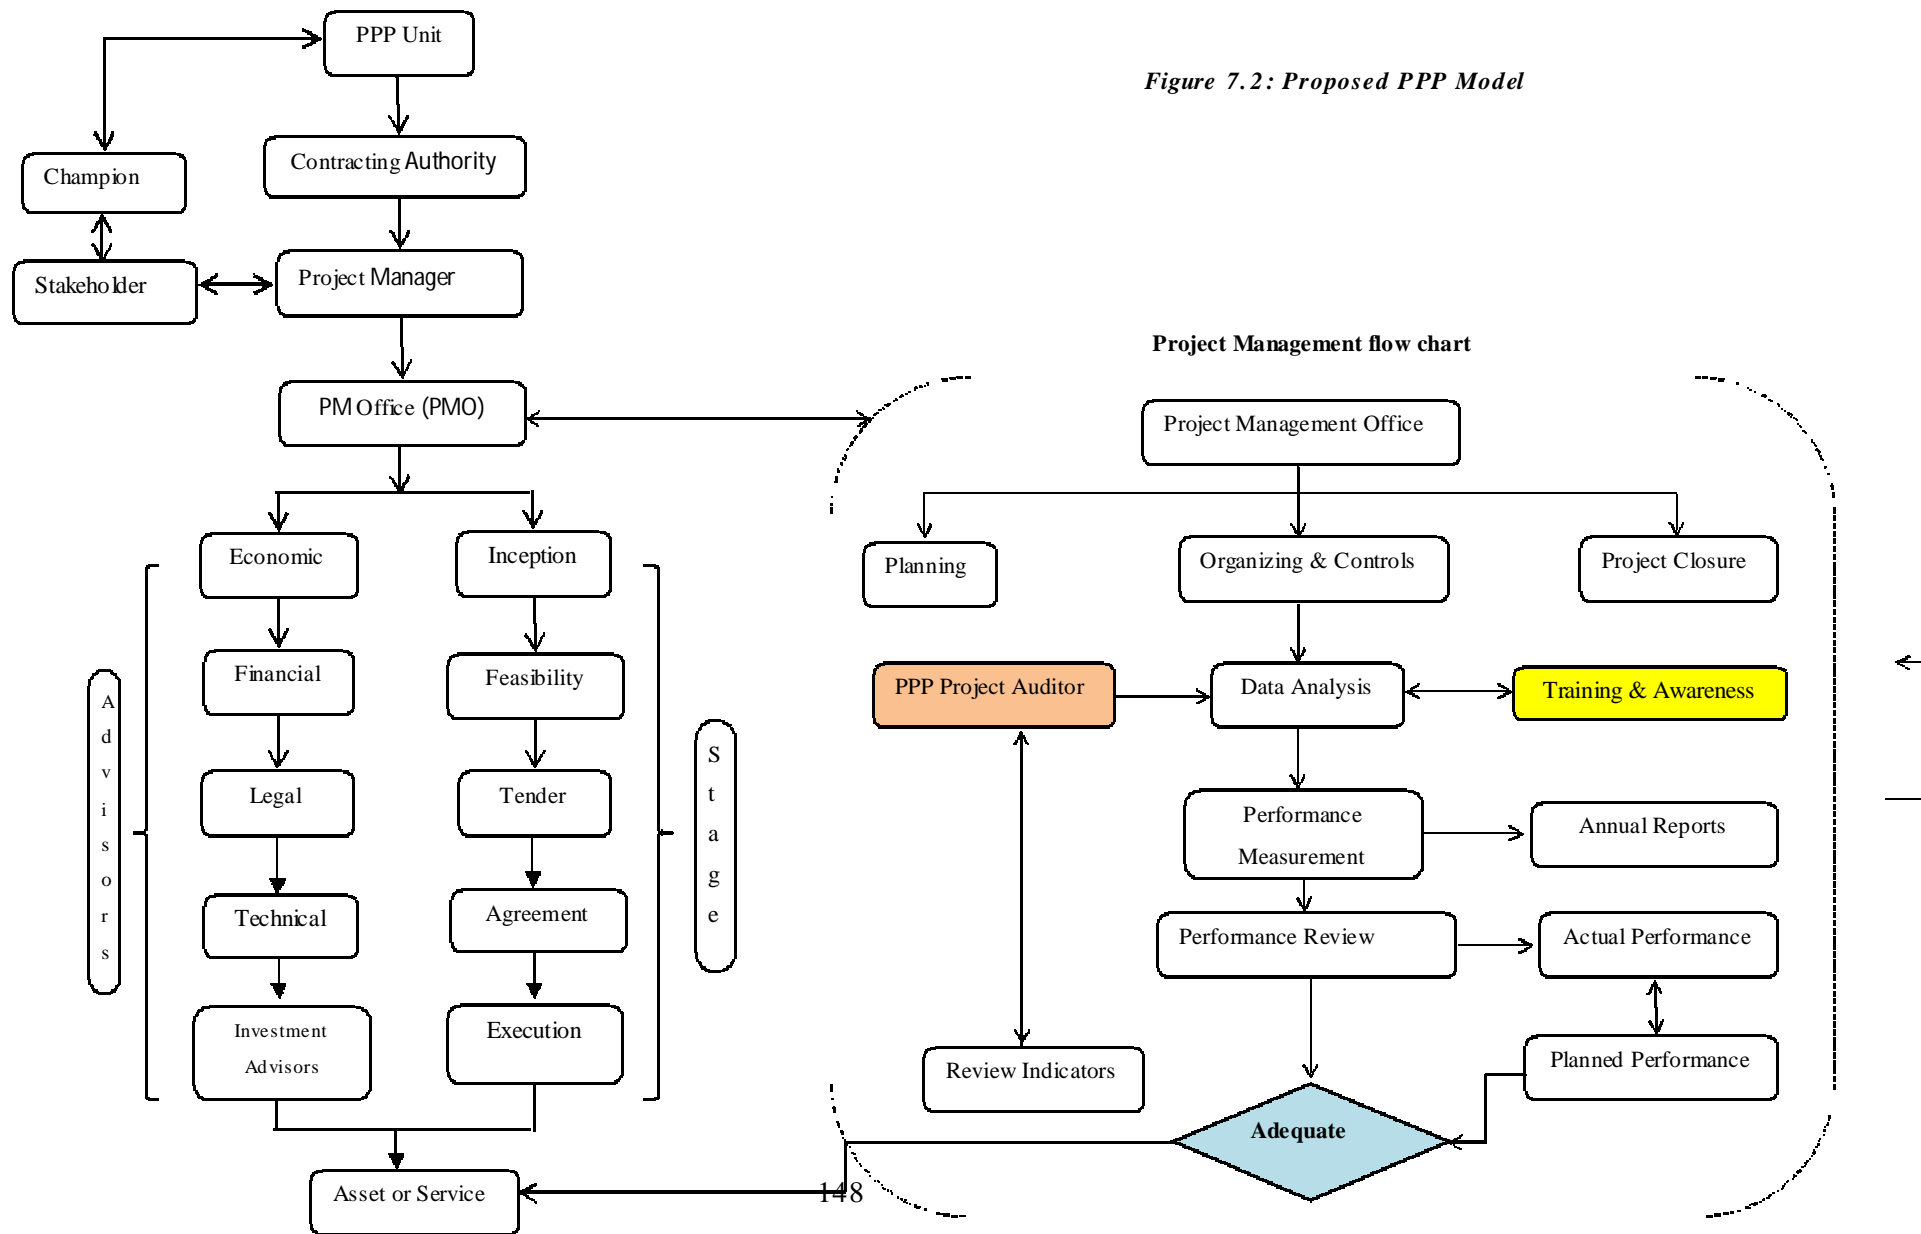 PPP Unit
Figure 7.2: Proposed PPP Model
Contracting Authority
Champion
Stakeholder
Project Manager
Project Management flow chart
PM Office (PMO)
Project Management Office
Economic
Inception
Planning
Organizing & Controls
Project Closure
Financial
Feasibility
PPP Project Auditor
Data Analysis
Training & Awareness
Advisors
Stage
Legal
Tender
Performance
Measurement
Annual Reports
Technical
Agreement
Performance Review
Actual Performance
Investment
Advisors
Execution
Review Indicators
Planned Performance
Adequate
Asset or Service
148